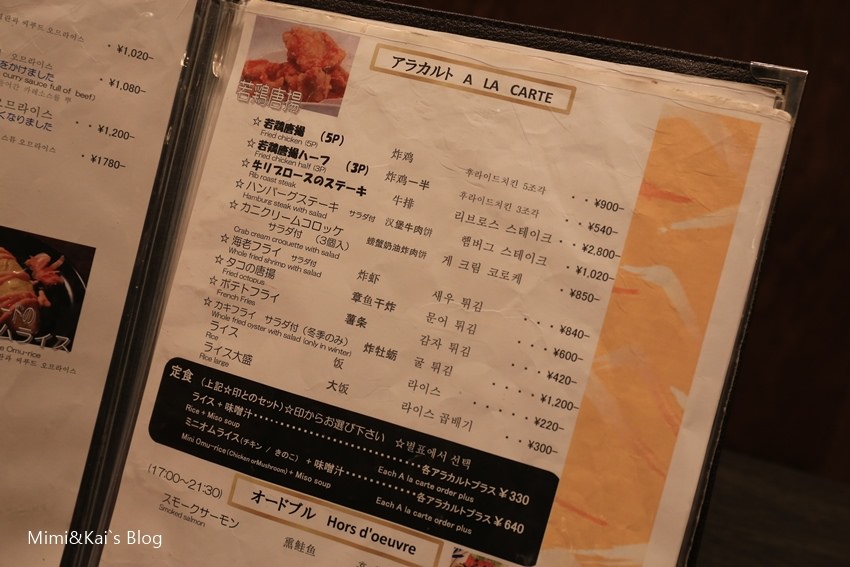 ¥1,020-
をかけました
curry sauce full of beef)
¥1,080-
¥1,200-
くなりました
¥1780-
アラカルト A LA CARTE
若鶏唐揚
☆若鶏唐揚 (5P) 炸鸡 후라이드치킨 5조각 ・・¥900-
Fried chicken (5P)
☆若鶏唐揚ハーフ (3P) 炸鸡一半 후라이드치킨 3조각 ・・¥540-
Fried chicken half (3P)
☆牛リブロースのステーキ 牛排 리브로스 스테이크 ・・¥2,800-
Rib roast steak
☆ハンバーグステーキ サラダ付 汉堡牛肉饼 햄버그 스테이크 ・・¥1,020-
Hamburg steak with salad
☆カニクリームコロッケ サラダ付 (3個入) 螃蟹奶油炸肉饼 게 크림 코로케 ・・¥850-
Crab cream croquette with salad
☆海老フライ サラダ付 炸虾 새우 튀김 ・・¥840-
Whole fried shrimp with salad
☆タコの唐揚 章鱼干炸 문어 튀김 ・・¥600-
Fried octopus
☆ポテトフライ 薯条 감자 튀김 ・・¥420-
French Fries
☆カキフライ サラダ付(冬季のみ) 炸牡蛎 굴 튀김 ・・¥1,200-
Whole fried oyster with salad (only in winter)
ライス 饭 라이스 ・・¥220-
Rice
ライス大盛 大饭 라이스 곱배기 ・・¥300-
Rice large
定食 (上記☆印とのセット) ☆印からお選び下さい ☆별표에서 선택
ライス + 味噌汁・・・・・・各アラカルトプラス ¥330
Rice + Miso soup Each A la carte order plus
ミニオムライス(チキン / きのこ) + 味噌汁・・・・・・各アラカルトプラス ¥640
Mini Omu-rice (Chicken or Mushroom) + Miso soup Each A la carte order plus
(17:00~21:30) オードブル Hors d'oeuvre
スモークサーモン 熏鲑鱼
Smoked salmon
Mimi&Kai`s Blog